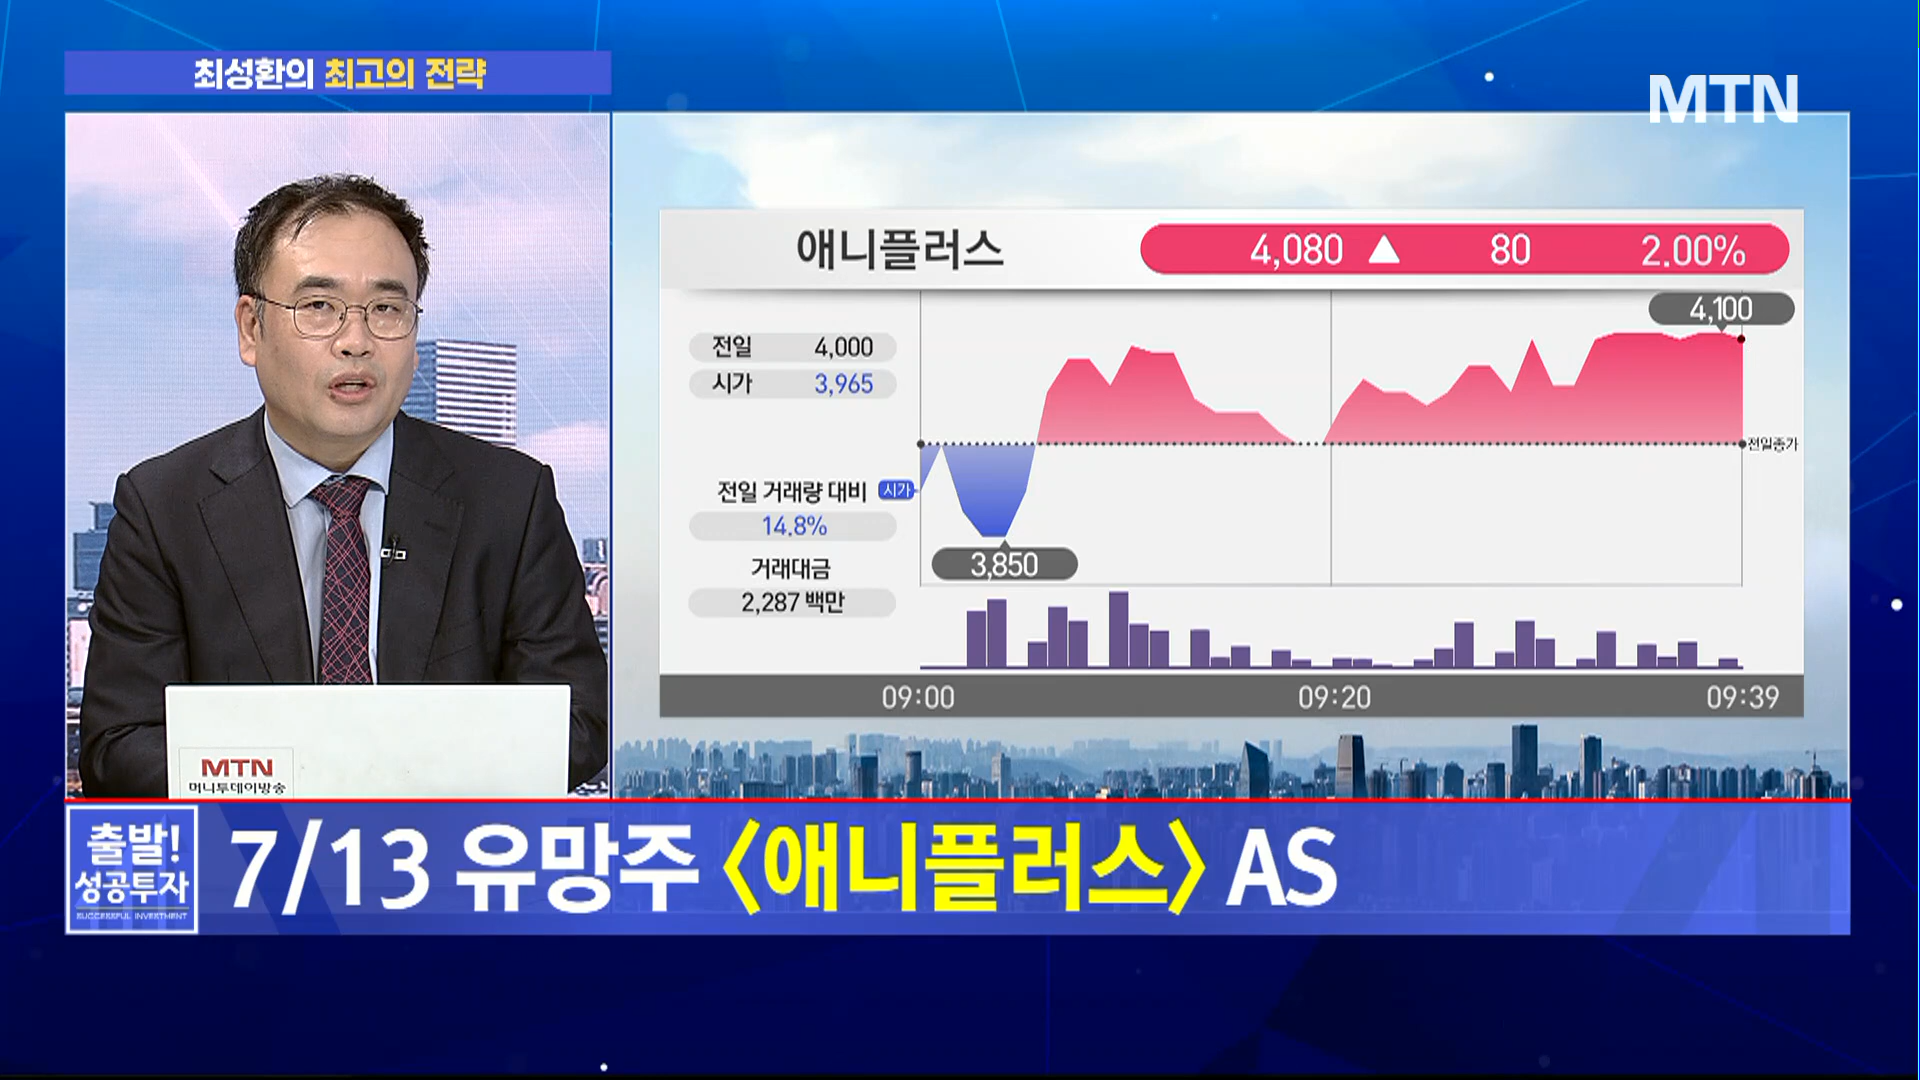 최성환의 최고의 전략
MTN
애니플러스 4,080 ▲ 80 2.00%
4,100
전일 4,000
시가 3,965
전일종가
전일 거래량 대비 시가
14.8%
3,850
거래대금
2,287 백만
09:00 09:20 09:39
MTN
머니투데이방송
출발!
성공투자
SUCCESSFUL INVESTMENT
7/13 유망주 <애니플러스> AS